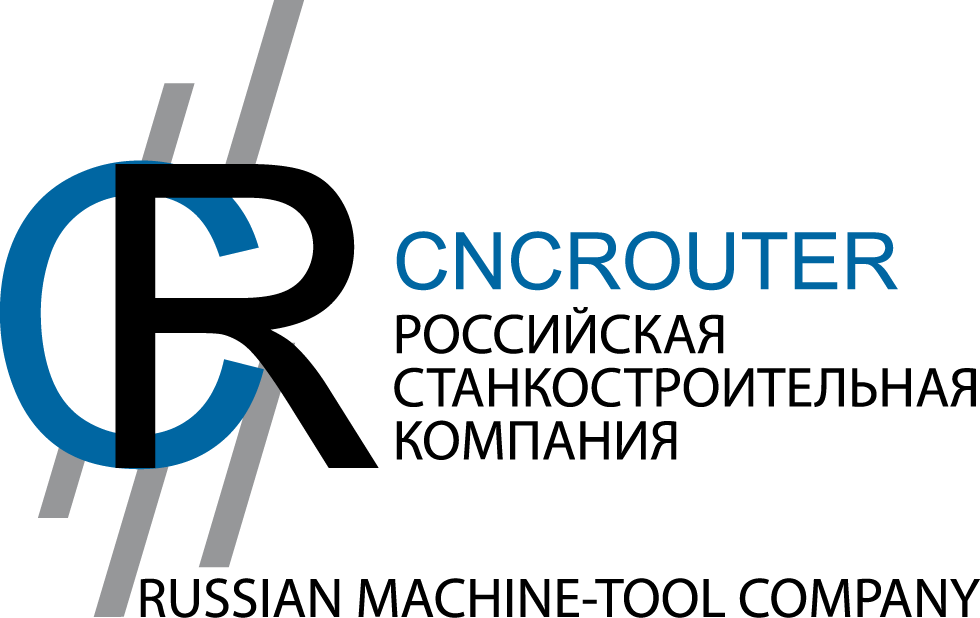 CR
CNCROUTER
РОССИЙСКАЯ
СТАНКОСТРОИТЕЛЬНАЯ
КОМПАНИЯ
RUSSIAN MACHINE-TOOL COMPANY